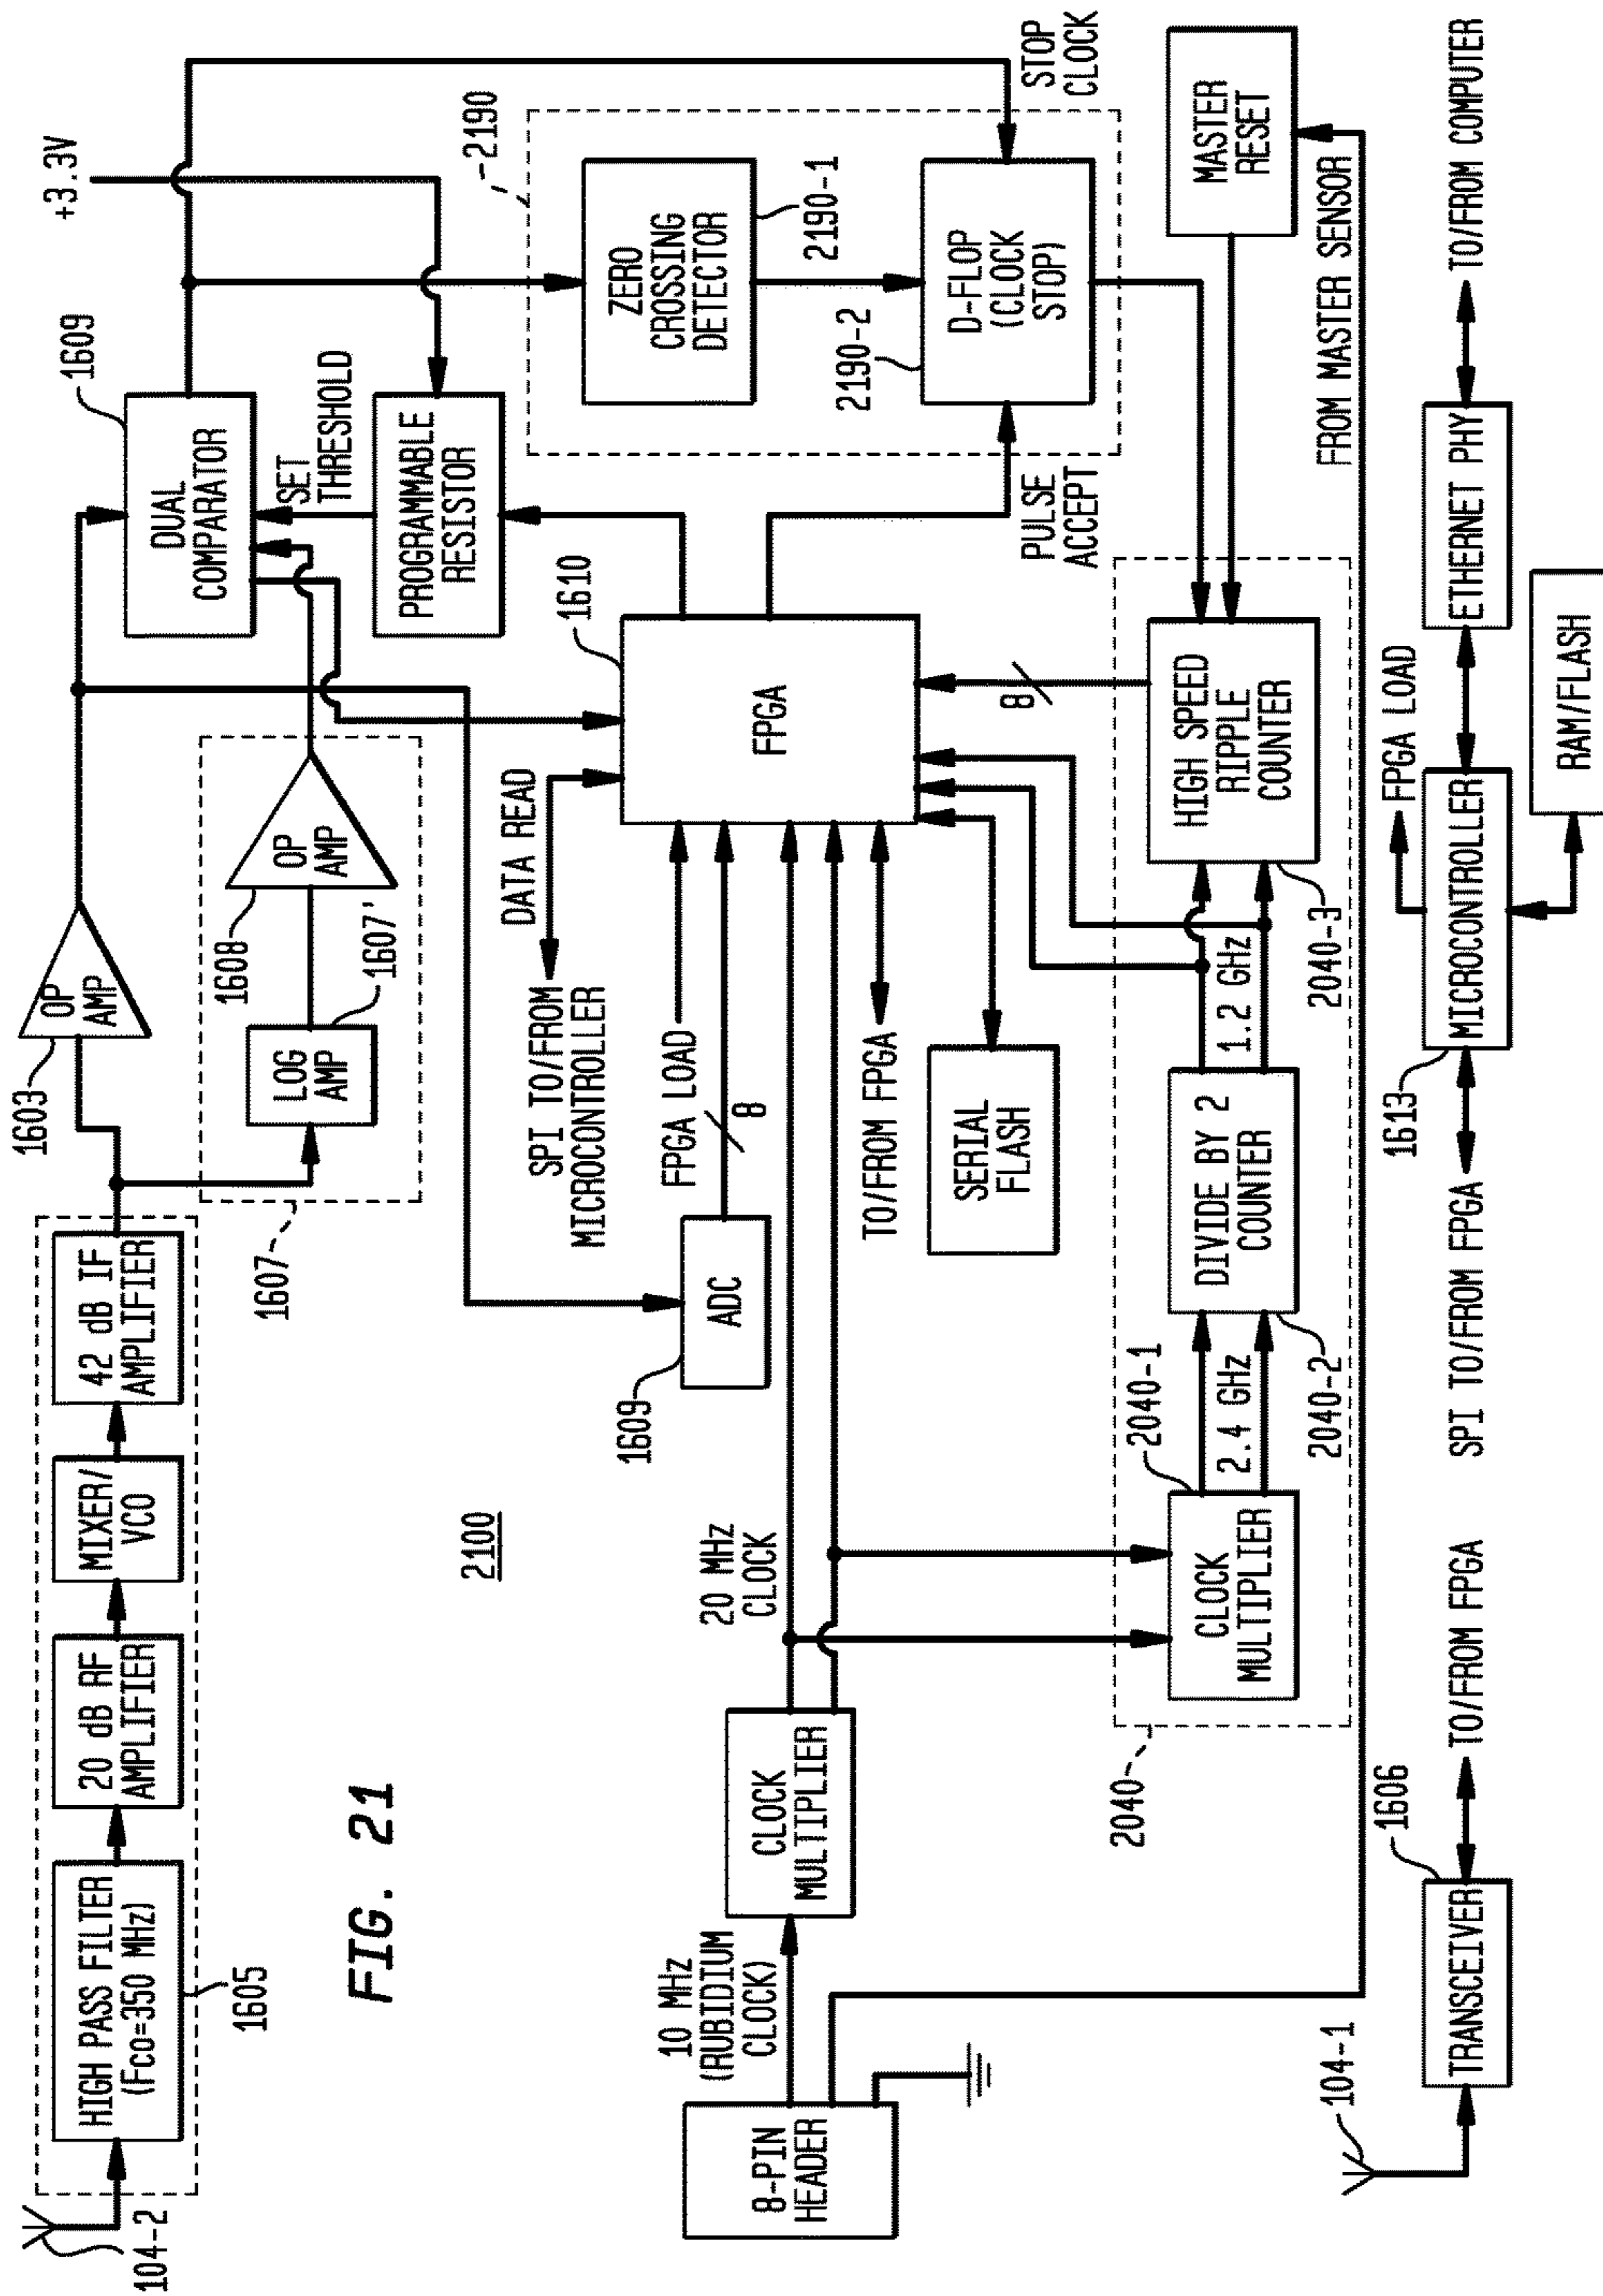 104-2
HIGH PASS FILTER
(FCO=350 MHz)
1605
20 dB RF
AMPLIFIER
MIXER/
VCO
42 dB IF
AMPLIFIER
1603
OP
AMP
1607
LOG
AMP
1607'
1608
OP
AMP
DUAL
COMPARATOR
1609
SET
THRESHOLD
+3.3V
PROGRAMMABLE
RESISTOR
2190
ZERO
CROSSING
DETECTOR
2190-1
2190-2
D-FLOP
(CLOCK
STOP)
STOP
CLOCK
PULSE
ACCEPT
FIG. 21
2100
1609
ADC
SPI TO/FROM
MICROCONTROLLER
DATA READ
FPGA LOAD
8
TO/FROM FPGA
SERIAL
FLASH
1610
FPGA
8
8-PIN
HEADER
10 MHz
(RUBIDIUM
CLOCK)
CLOCK
MULTIPLIER
20 MHz
CLOCK
2040
CLOCK
MULTIPLIER
2040-1
2.4 GHz
DIVIDE BY 2
COUNTER
2040-2
1.2 GHz
HIGH SPEED
RIPPLE
COUNTER
2040-3
MASTER
RESET
FROM MASTER SENSOR
104-1
TRANSCEIVER
1606
TO/FROM FPGA
SPI TO/FROM FPGA
1613
MICROCONTROLLER
FPGA LOAD
ETHERNET PHY
TO/FROM COMPUTER
RAM/FLASH